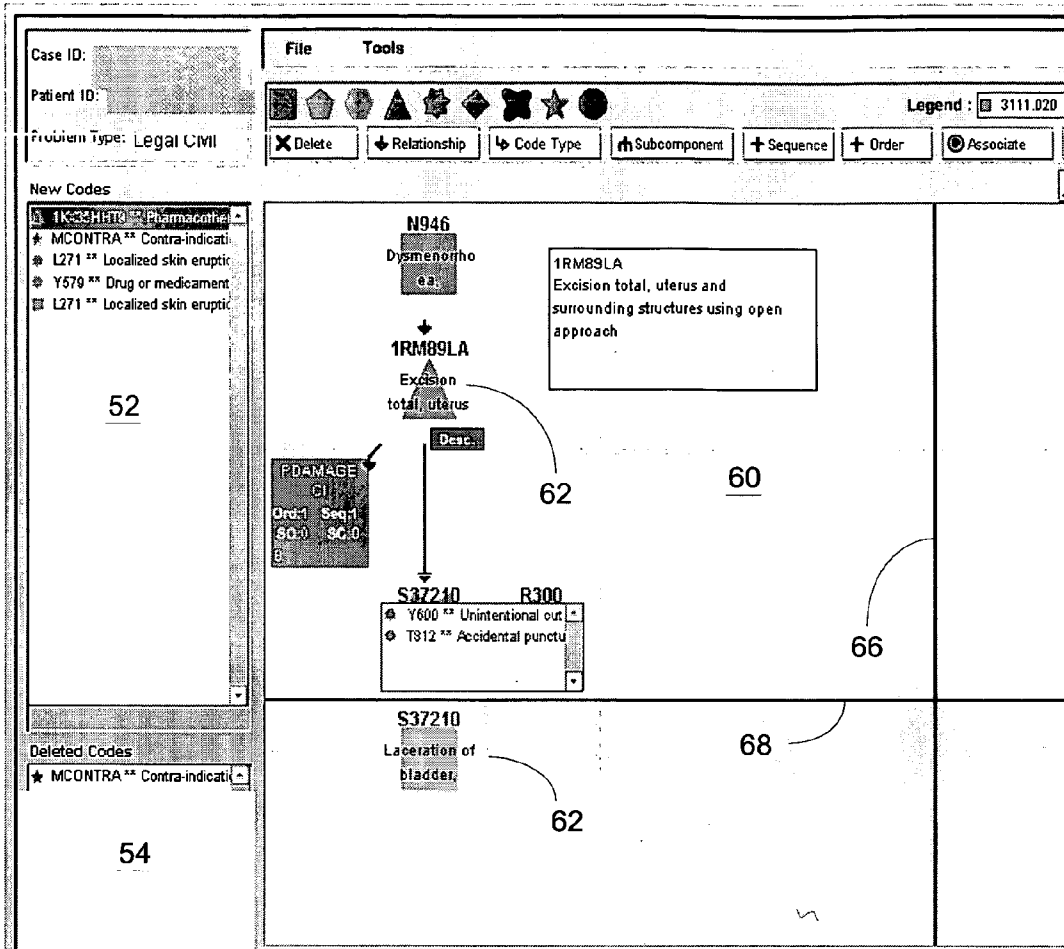 Case ID:
Patient ID:
Problem Type: Legal CMI
File Tools
Legend : 3111.020
Delete Relationship Code Type Subcomponent Sequence Order Associate
New Codes
Pharmacothe
MCONTRA ** Contra-indicati
L271 ** Localized skin eruptic
Y579 ** Drug or medicament
L271 ** Localized skin eruptic
52
Deleted Codes
MCONTRA ** Contra-indicati
54
N946
Dysmenorrho
ea,
1RM89LA
Excision
total, uterus
Desc.
1RM89LA
Excision total, uterus and
surrounding structures using open
approach
62
60
PDAMAGE
CI
Ord:1 Seq:1
SC:0
S37210 R300
Y600 ** Unintentional cut
T812 ** Accidental punctu
66
S37210
Laceration of
bladder,
68
62